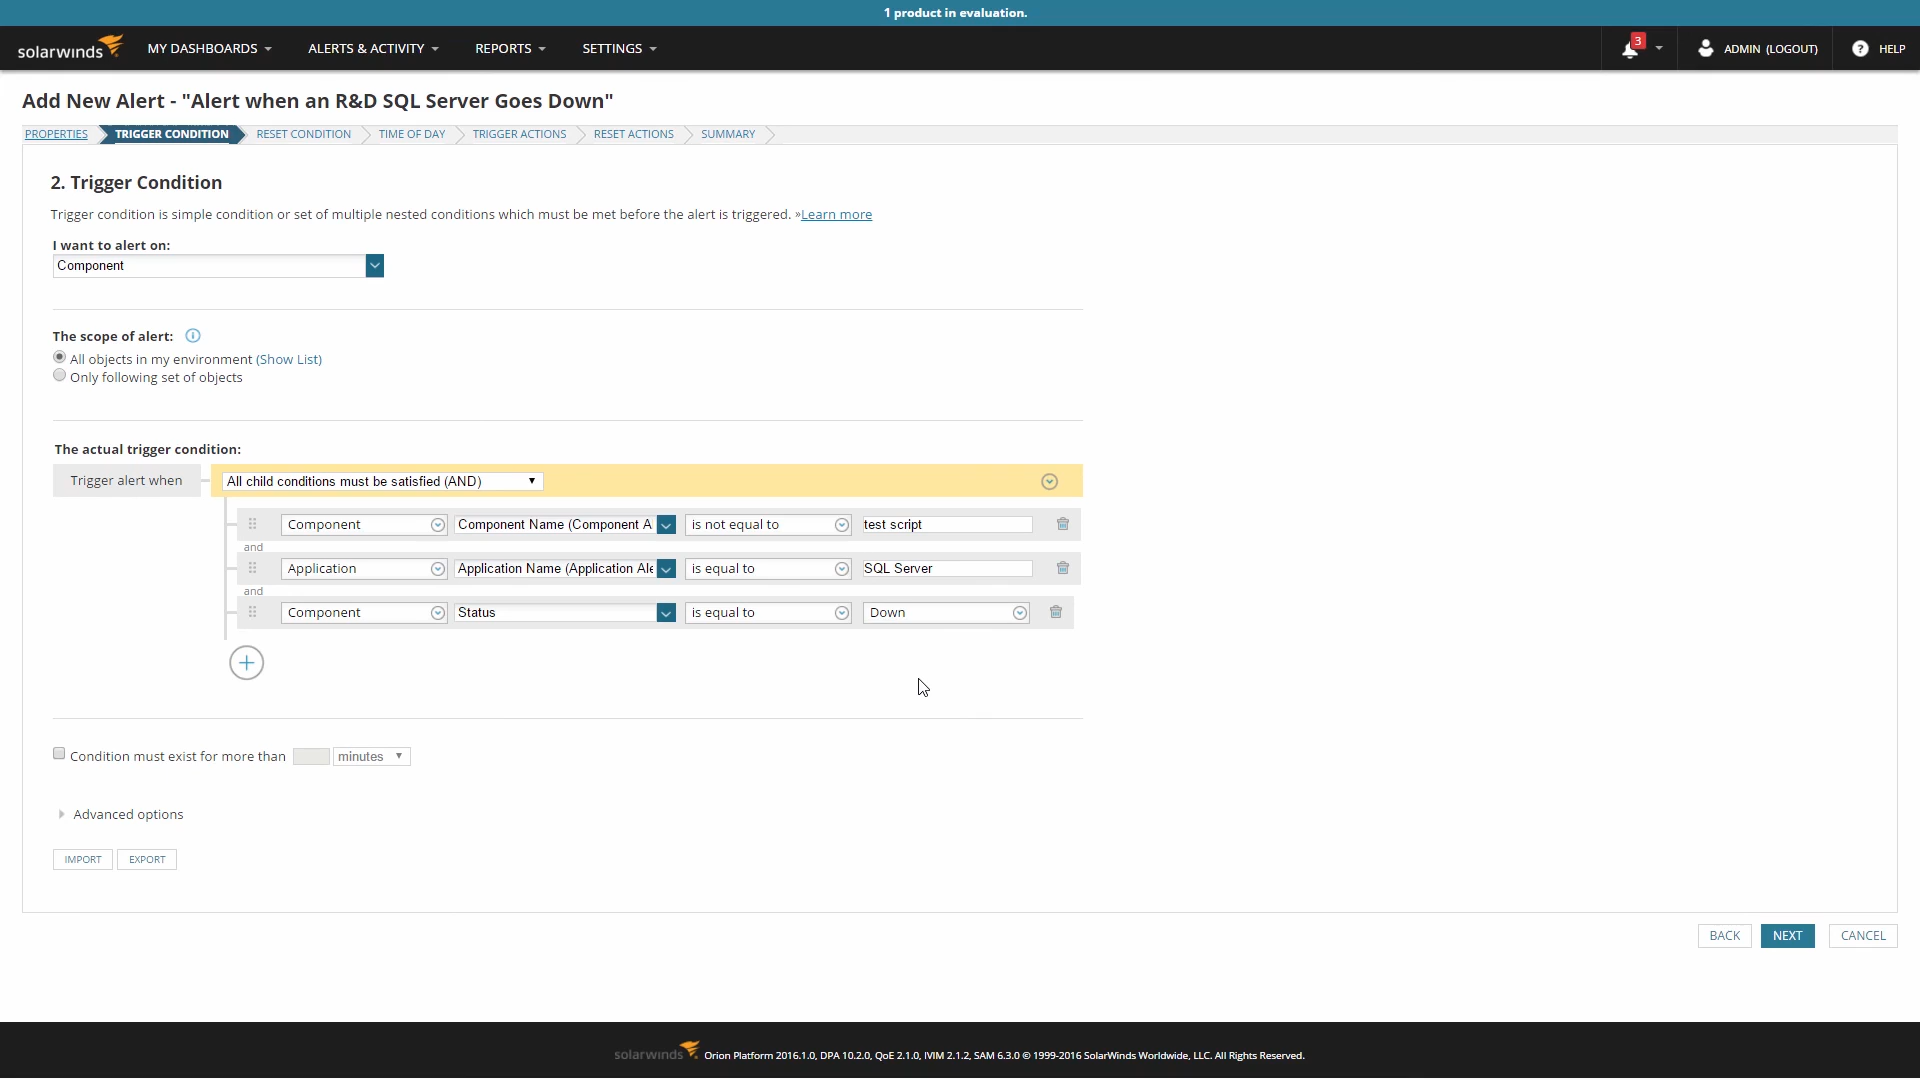 1 product in evaluation.
solarwinds MY DASHBOARDS ALERTS & ACTIVITY REPORTS SETTINGS 3 ADMIN (LOGOUT) ? HELP
Add New Alert - "Alert when an R&D SQL Server Goes Down"
PROPERTIES TRIGGER CONDITION RESET CONDITION TIME OF DAY TRIGGER ACTIONS RESET ACTIONS SUMMARY
2. Trigger Condition
Trigger condition is simple condition or set of multiple nested conditions which must be met before the alert is triggered. »Learn more
I want to alert on:
Component
The scope of alert: i
All objects in my environment (Show List)
Only following set of objects
The actual trigger condition:
Trigger alert when All child conditions must be satisfied (AND)
Component Component Name (Component A is not equal to test script
and
Application Application Name (Application Ale is equal to SQL Server
and
Component Status is equal to Down
Condition must exist for more than minutes
Advanced options
IMPORT EXPORT
BACK NEXT CANCEL
solarwinds Orion Platform 2016.1.0, DPA 10.2.0, QoE 2.1.0, IVIM 2.1.2, SAM 6.3.0 © 1999-2016 SolarWinds Worldwide, LLC. All Rights Reserved.